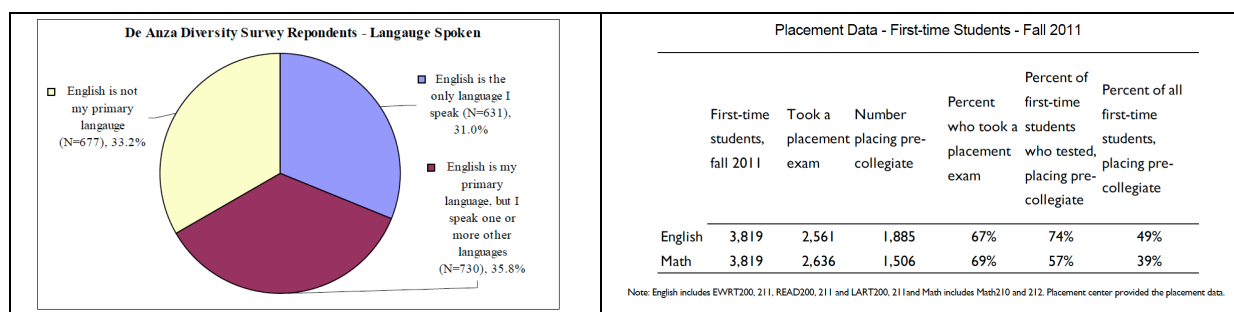 De Anza Diversity Survey Repondents - Langauge Spoken
English is not
my primary
langauge
(N=677), 33.2%
English is the
only language I
speak (N=631),
31.0%
English is my
primary
language, but I
speak one or
more other
languages
(N=730), 35.8%
Placement Data - First-time Students - Fall 2011
First-time
students,
fall 2011
Took a
placement
exam
Number
placing pre-
collegiate
Percent
who took a
placement
exam
Percent of
first-time
students
who tested,
placing pre-
collegiate
Percent of all
first-time
students,
placing pre-
collegiate
English 3,819 2,561 1,885 67% 74% 49%
Math 3,819 2,636 1,506 69% 57% 39%
Note: English includes EWRT200, 211, READ200, 211 and LART200, 211and Math includes Math210 and 212. Placement center provided the placement data.